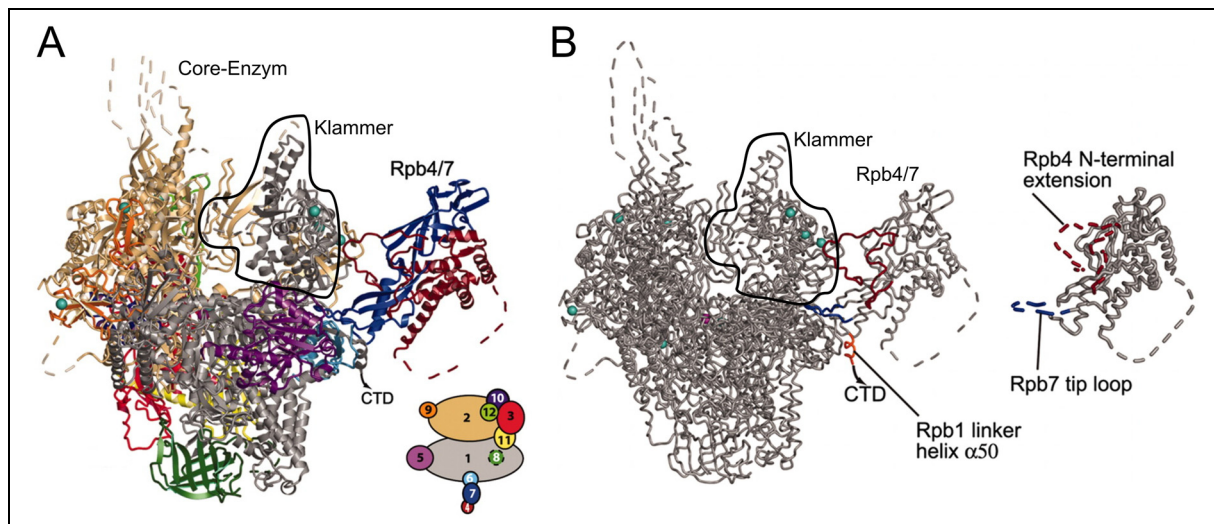 A
Core-Enzym
Klammer
Rpb4/7
CTD
10
9
2
12
3
11
5
1
8
6
7
4
B
Klammer
Rpb4/7
CTD
Rpb1 linker
helix α50
Rpb4 N-terminal
extension
Rpb7 tip loop